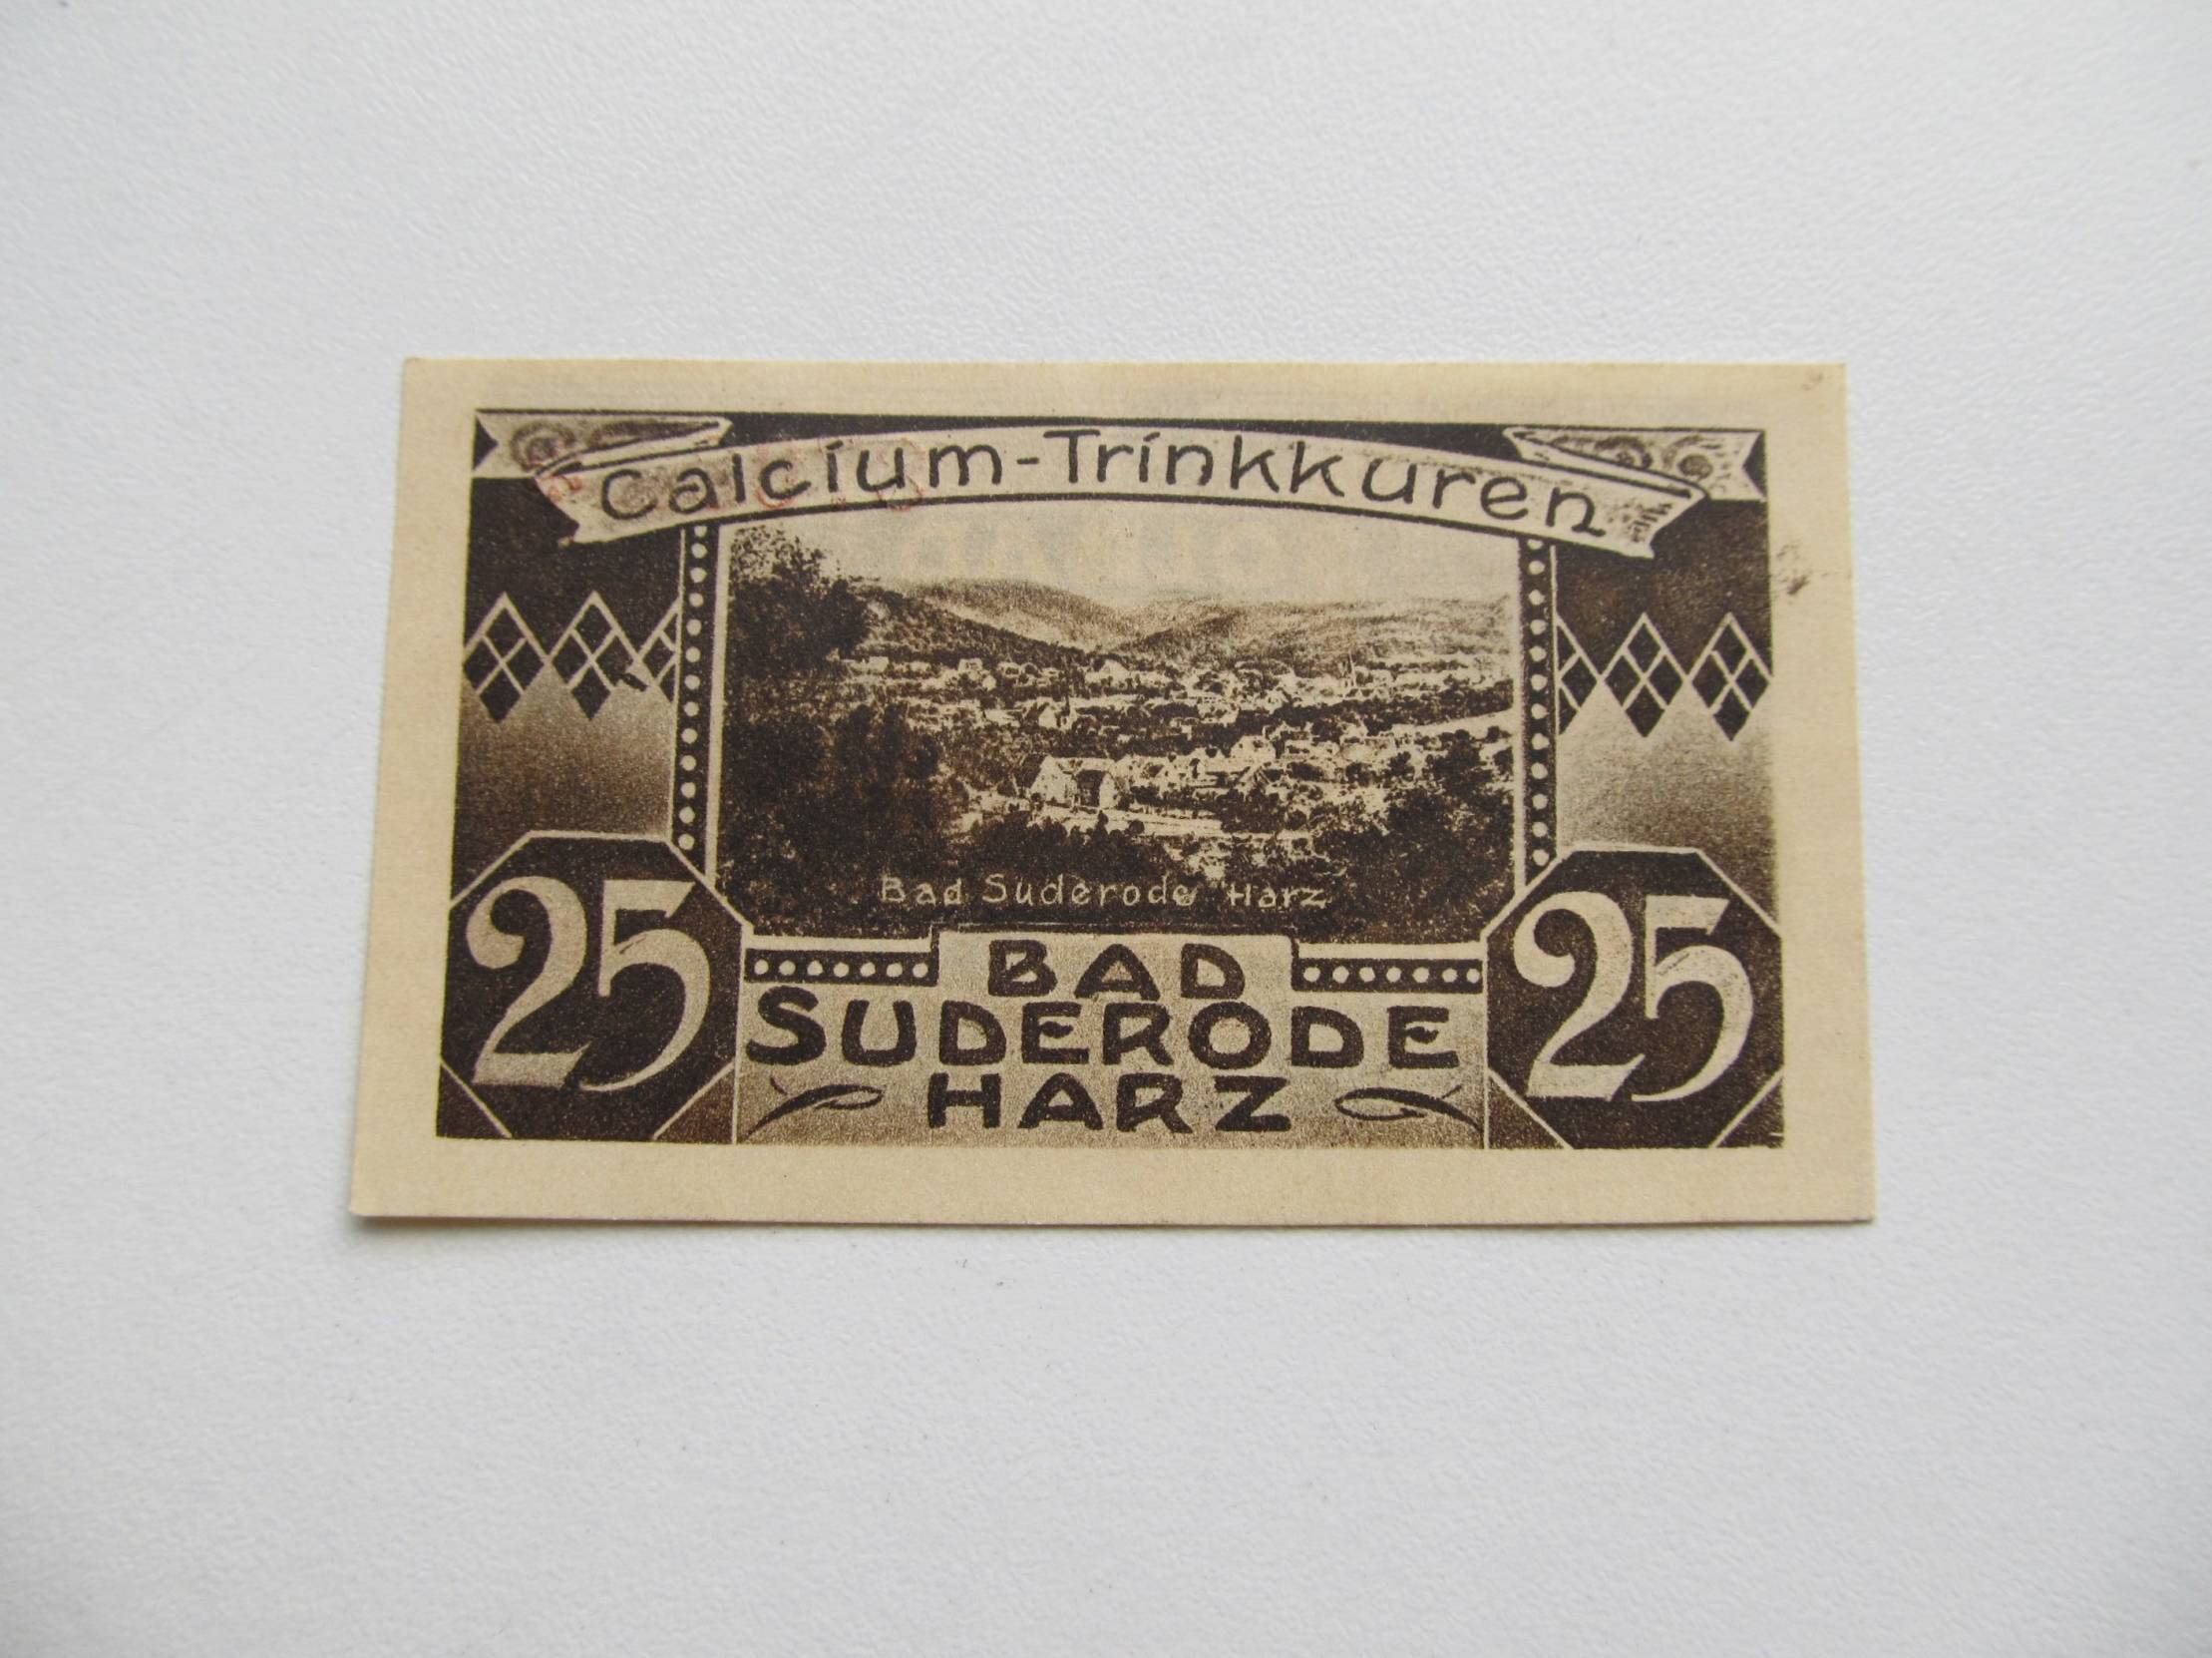 Calcium-Trinkkuren
Bad Suderode Harz
25
BAD
SUDERODE
HARZ
25